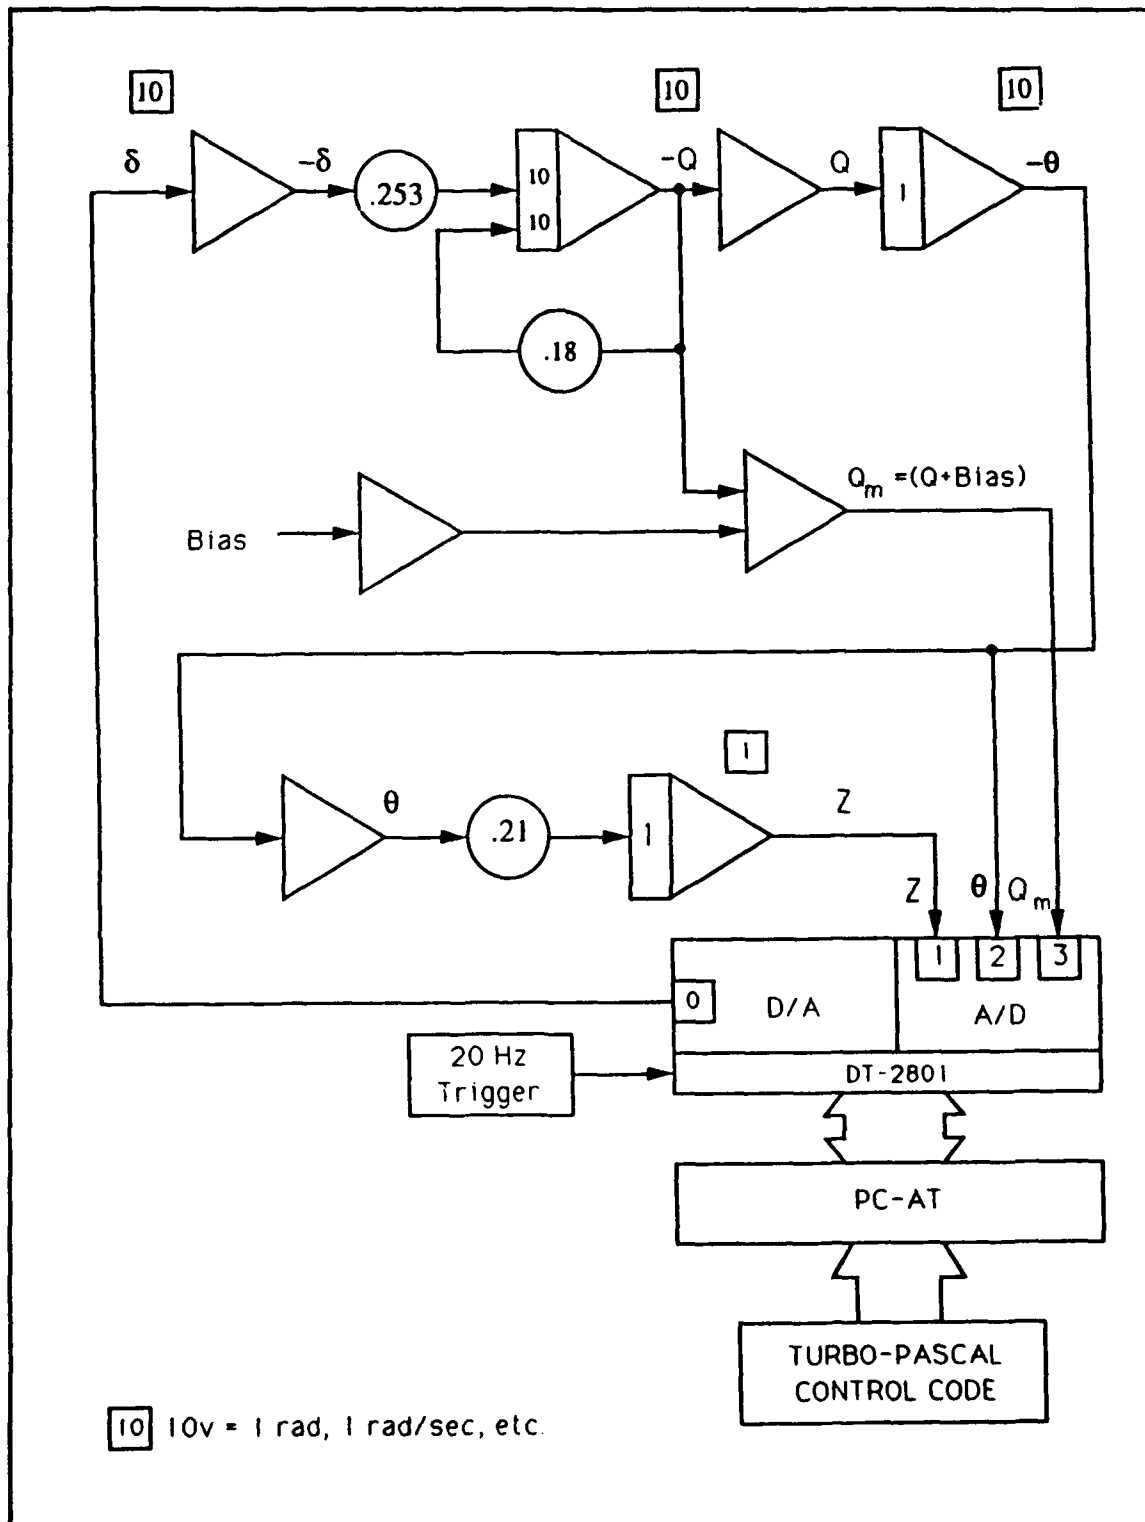 10
10
10
δ
-δ
.253
10
10
-Q
Q
1
-θ
.18
Bias
Q_m =(Q+Bias)
θ
.21
1
1
Z
Z
θ
Q_m
1
2
3
0
D/A
A/D
20 Hz
Trigger
DT-2801
PC-AT
TURBO-PASCAL
CONTROL CODE
10 10v = 1 rad, 1 rad/sec, etc.